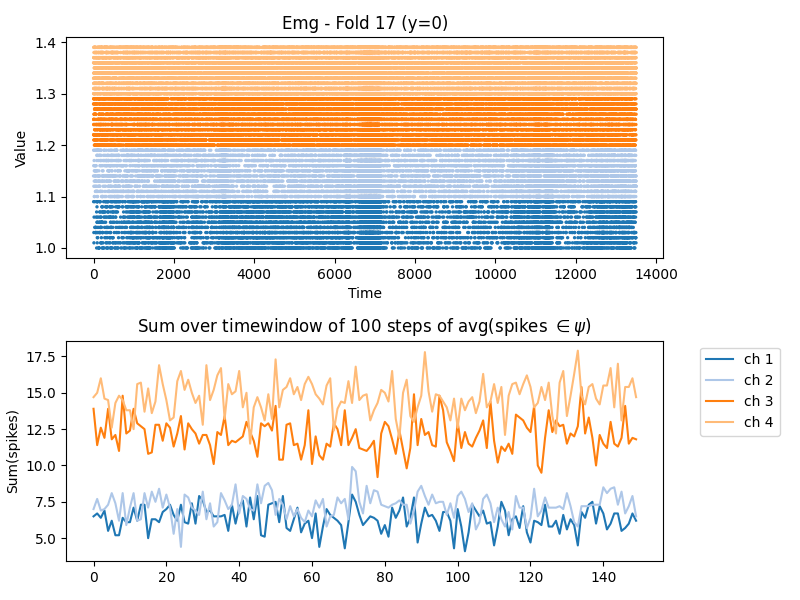 Emg - Fold 17 (y=0)
1.4
1.3
1.2
1.1
1.0
Value
0 2000 4000 6000 8000 10000 12000 14000
Time
Sum over timewindow of 100 steps of avg(spikes ∈ ψ)
17.5
15.0
12.5
10.0
7.5
5.0
Sum(spikes)
0 20 40 60 80 100 120 140
ch 1
ch 2
ch 3
ch 4